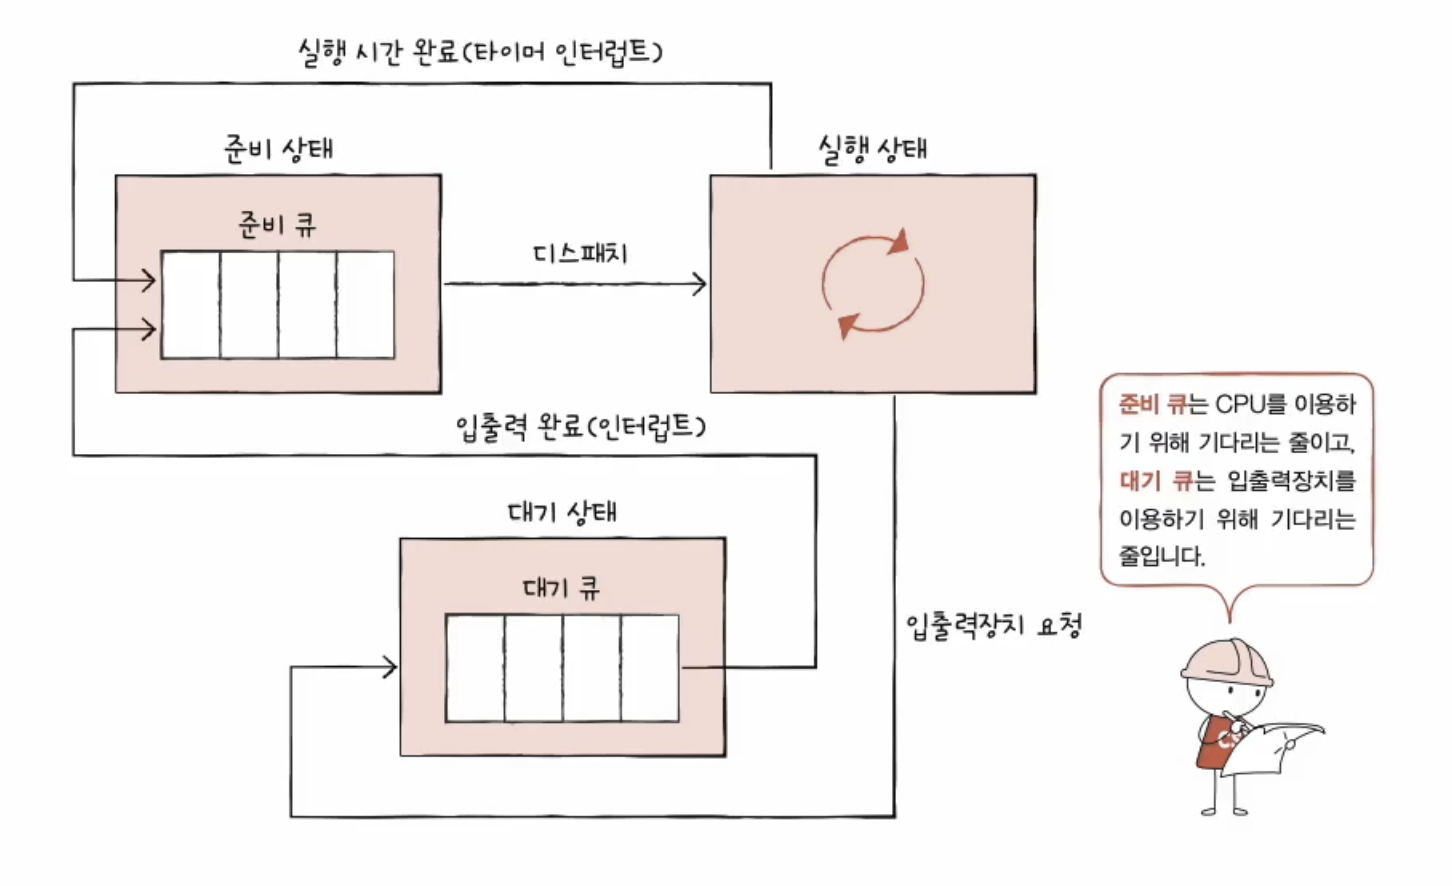 실행 시간 완료(타이머 인터럽트)
준비 상태
실행 상태
준비 큐
디스패치
입출력 완료(인터럽트)
대기 상태
대기 큐
입출력장치 요청
준비 큐는 CPU를 이용하
기 위해 기다리는 줄이고,
대기 큐는 입출력장치를
이용하기 위해 기다리는
줄입니다.